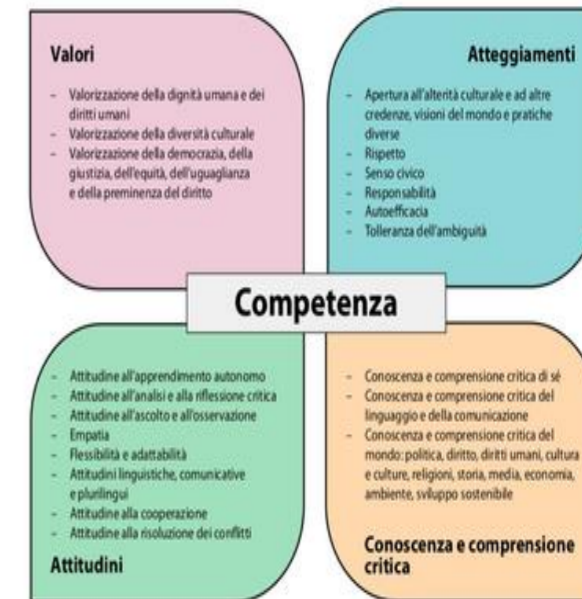 Valori
– Valorizzazione della dignità umana e dei
diritti umani
– Valorizzazione della diversità culturale
– Valorizzazione della democrazia, della
giustizia, dell'equità, dell'uguaglianza
e della preminenza del diritto
Atteggiamenti
– Apertura all'alterità culturale e ad altre
credenze, visioni del mondo e pratiche
diverse
– Rispetto
– Senso civico
– Responsabilità
– Autoefficacia
– Tolleranza dell'ambiguità
Competenza
– Attitudine all'apprendimento autonomo
– Attitudine all'analisi e alla riflessione critica
– Attitudine all'ascolto e all'osservazione
– Empatia
– Flessibilità e adattabilità
– Attitudini linguistiche, comunicative
e plurilingui
– Attitudine alla cooperazione
– Attitudine alla risoluzione dei conflitti
Attitudini
– Conoscenza e comprensione critica di sé
– Conoscenza e comprensione critica del
linguaggio e della comunicazione
– Conoscenza e comprensione critica del
mondo: politica, diritto, diritti umani, cultura
e culture, religioni, storia, media, economia,
ambiente, sviluppo sostenibile
Conoscenza e comprensione
critica